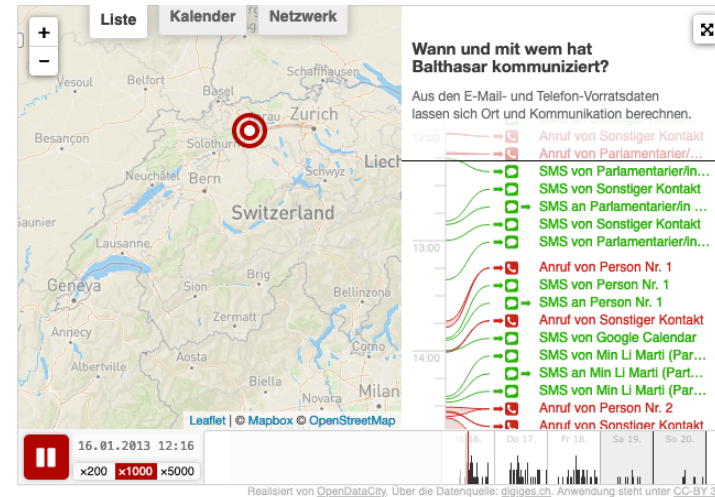 Liste
Kalender
Netzwerk
+
−
Vesoul
Belfort
Schaffhausen
Basel
Zurich
Besançon
Solothurn
Liech
Schwyz
Neuchâtel
Bern
Switzerland
Saunier
Lausanne
Geneva
Sion
Brig
Bellinzona
Zermatt
Annecy
Aosta
Como
Albertville
Biella
Novara
Milan
Leaflet | © Mapbox © OpenStreetMap
Wann und mit wem hat
Balthasar kommuniziert?
Aus den E-Mail- und Telefon-Vorratsdaten
lassen sich Ort und Kommunikation berechnen.
12:00
Anruf von Sonstiger Kontakt
Anruf von Parlamentarier/...
SMS von Parlamentarier/in...
SMS von Sonstiger Kontakt
SMS an Parlamentarier/in ...
SMS von Sonstiger Kontakt
13:00
SMS von Parlamentarier/in...
Anruf von Person Nr. 1
SMS von Person Nr. 1
SMS an Person Nr. 1
Anruf von Sonstiger Kontakt
SMS von Google Calendar
14:00
SMS von Min Li Marti (Par...
SMS an Min Li Marti (Part...
SMS von Min Li Marti (Par...
Anruf von Person Nr. 2
Anruf von Sonstiger Kontakt
16.01.2013 12:16
×200 ×1000 ×5000
16.
Do 17.
Fr 18.
Sa 19.
So 20.
Realisiert von OpenDataCity. Über die Datenquelle: digiges.ch. Anwendung steht unter CC-BY 3